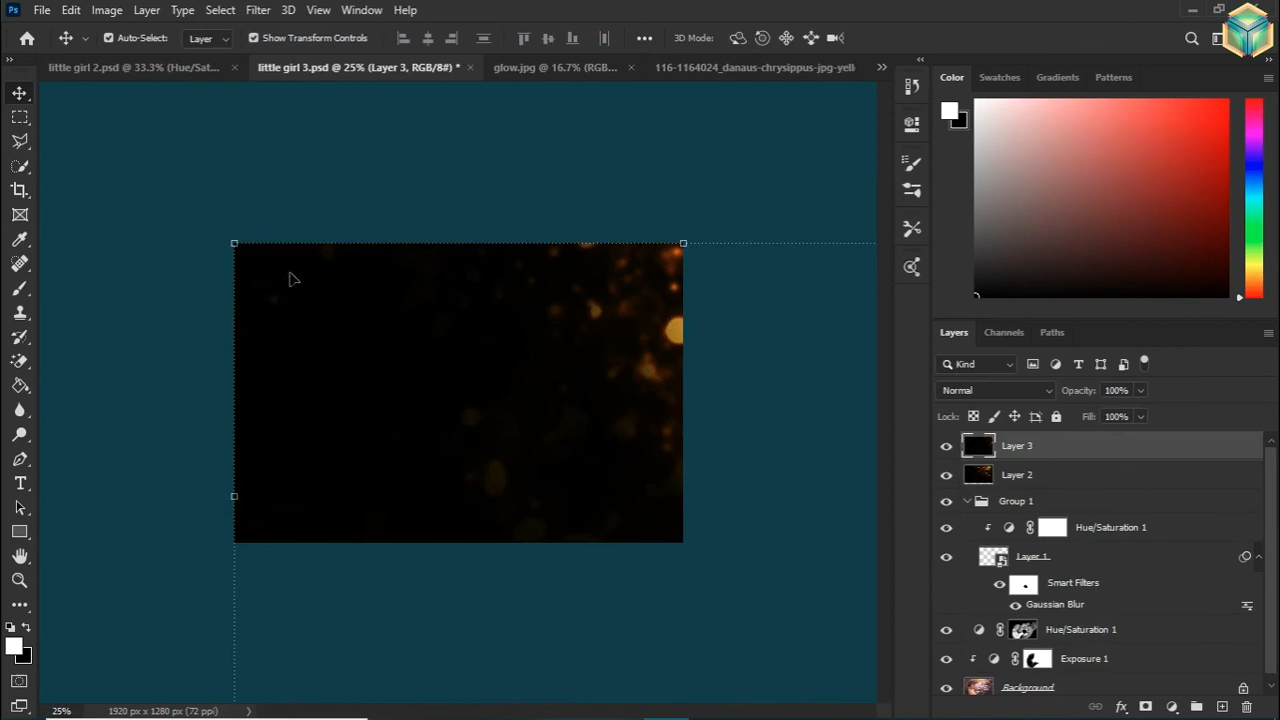 Ps File Edit Image Layer Type Select Filter 3D View Window Help
Auto-Select: Layer Show Transform Controls 3D Mode:
little girl 2.psd @ 33.3% (Hue/Sat... × little girl 3.psd @ 25% (Layer 3, RGB/8#) * × glow.jpg @ 16.7% (RGB... × 116-1164024_danaus-chrysippus-jpg-yell
Color Swatches Gradients Patterns
Layers Channels Paths
Kind
Normal Opacity: 100%
Lock: Fill: 100%
Layer 3
Layer 2
Group 1
Hue/Saturation 1
Layer 1
Smart Filters
Gaussian Blur
Hue/Saturation 1
Exposure 1
Background
25% 1920 px x 1280 px (72 ppi)